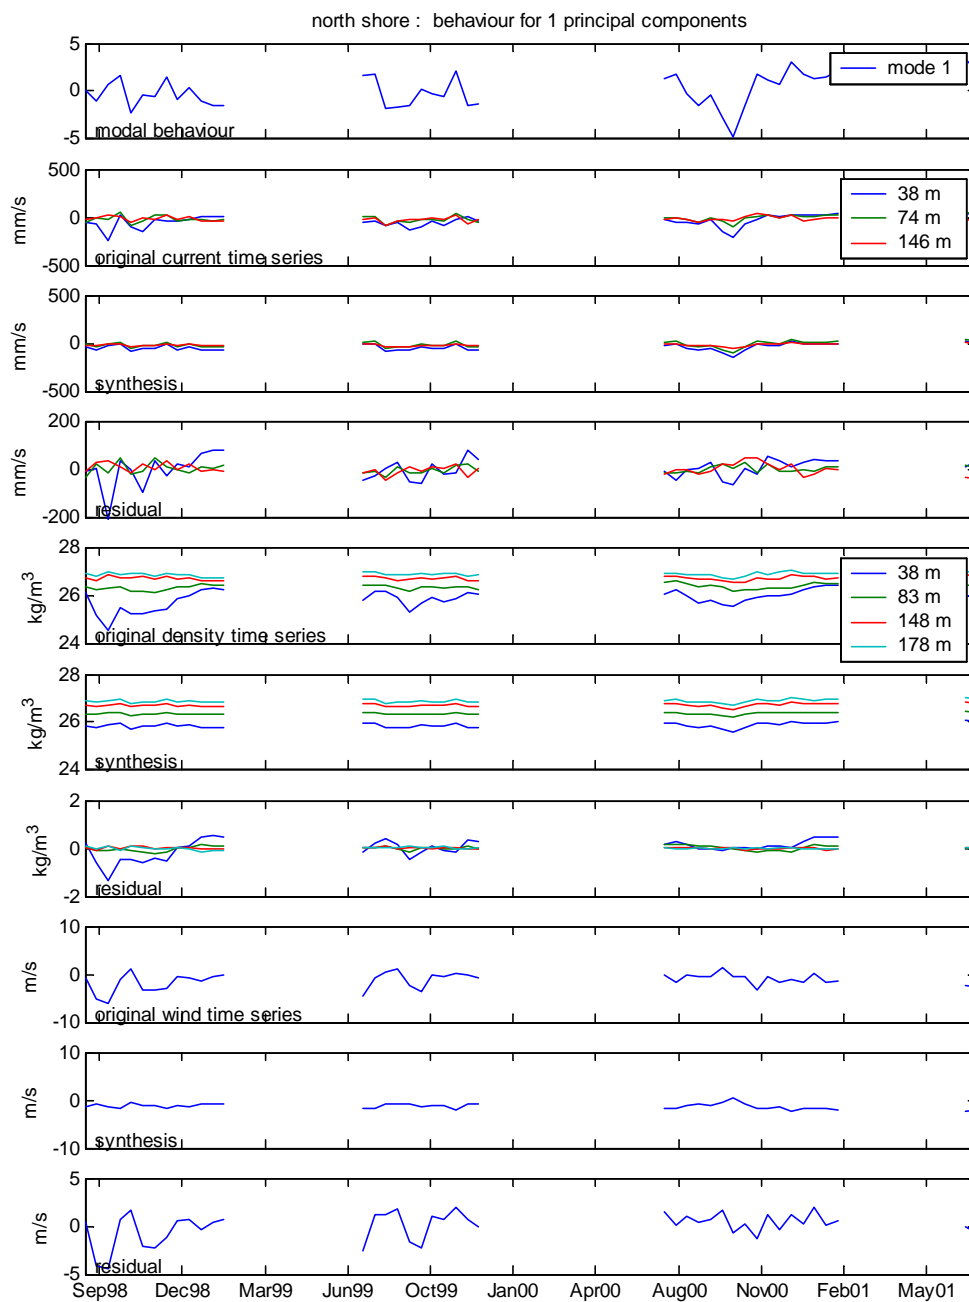 north shore :  behaviour for 1 principal components
5
0
-5
mode 1
modal behaviour
500
0
-500
mm/s
38 m
74 m
146 m
original current time series
500
0
-500
mm/s
synthesis
200
0
-200
mm/s
residual
28
26
24
kg/m³
38 m
83 m
148 m
178 m
original density time series
28
26
24
kg/m³
synthesis
2
0
-2
kg/m³
residual
10
0
-10
m/s
original wind time series
10
0
-10
m/s
synthesis
5
0
-5
m/s
residual
Sep98 Dec98 Mar99 Jun99 Oct99 Jan00 Apr00 Aug00 Nov00 Feb01 May01